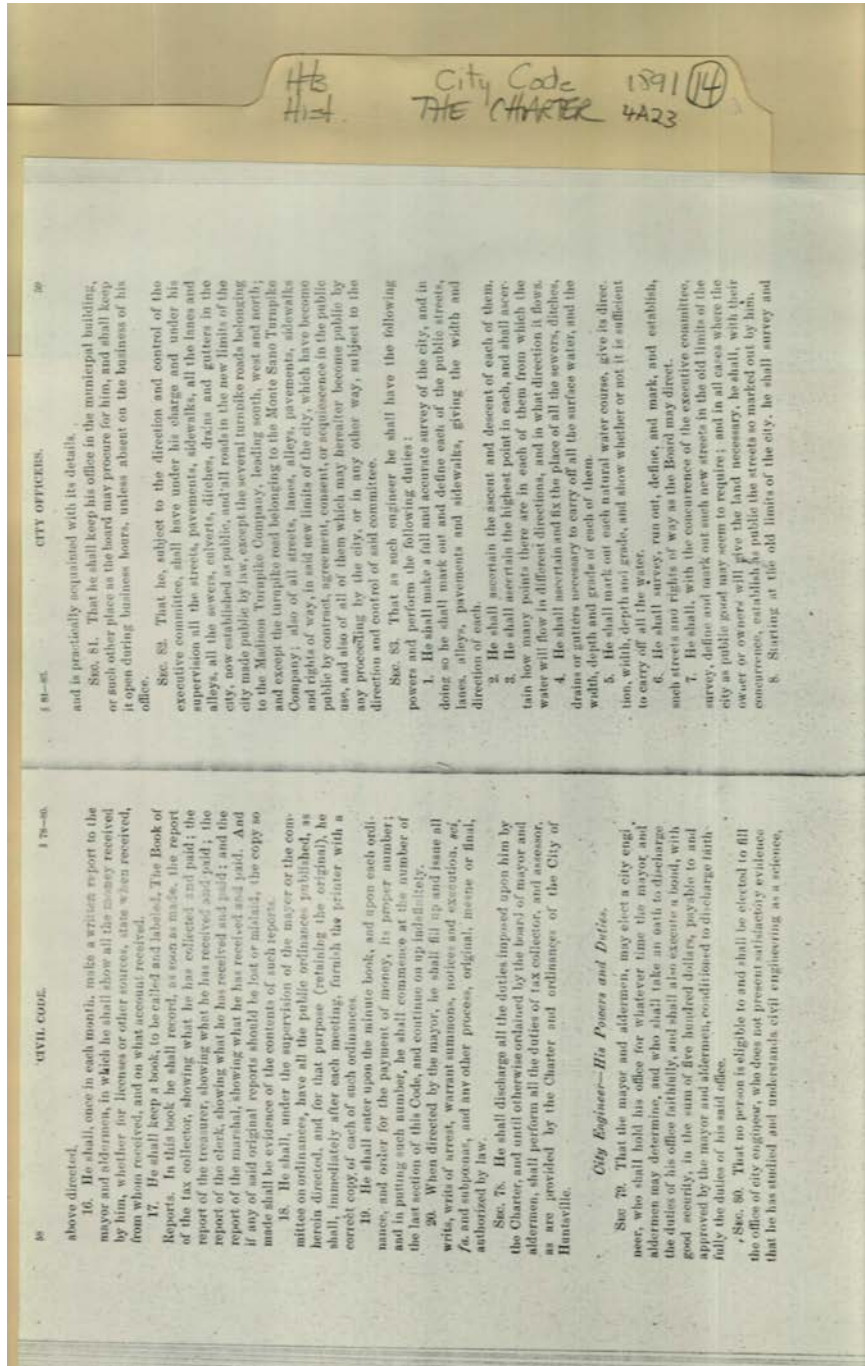 Hb City Code 1891 14
Hist. THE CHARTER 4A23
58 CIVIL CODE. § 78—80.
above directed.
16. He shall, once in each month, make a written report to the
mayor and aldermen, in which he shall show all the money received
by him, whether for licenses or other sources, state when received,
from whom received, and on what account received.
17. He shall keep a book, to be called and labeled, The Book of
Reports. In this book he shall record, as soon as made, the report
of the tax collector, showing what he has collected and paid; the
report of the treasurer, showing what he has received and paid; the
report of the clerk, showing what he has received and paid; and the
report of the marshal, showing what he has received and paid. And
if any of said original reports should be lost or mislaid, the copy so
made shall be evidence of the contents of such reports.
18. He shall, under the supervision of the mayor or the com-
mittee on ordinances, have all the public ordinances published, as
herein directed, and for that purpose (retaining the original), he
shall, immediately after each meeting, furnish the printer with a
correct copy of each of such ordinances.
19. He shall enter upon the minute book, and upon each ordi-
nance, and order for the payment of money, its proper number;
and in putting such number, he shall commence at the number of
the last section of this Code, and continue on up indefinitely.
20. When directed by the mayor, he shall fill up and issue all
writs, writs of arrest, warrant summons, notices and execution, sci.
fa. and subpœnas, and any other process, original, mesne or final,
authorized by law.
SEC. 78. He shall discharge all the duties imposed upon him by
the Charter, and until otherwise ordained by the board of mayor and
aldermen, shall perform all the duties of tax collector, and assessor,
as are provided by the Charter and ordinances of the City of
Huntsville.
City Engineer—His Powers and Duties.
SEC 79. That the mayor and aldermen, may elect a city engi
neer, who shall hold his office for whatever time the mayor and
aldermen may determine, and who shall take an oath to discharge
the duties of his office faithfully, and shall also execute a bond, with
good security, in the sum of five hundred dollars, payable to and
approved by the mayor and aldermen, conditioned to discharge faith-
fully the duties of his said office.
SEC. 80. That no person is eligible to and shall be elected to fill
the office of city engineer, who does not present satisfactory evidence
that he has studied and understands civil engineering as a science,
§ 81—83. CITY OFFICERS. 59
and is practically acquainted with its details.
SEC. 81. That he shall keep his office in the municipal building,
or such other place as the board may procure for him, and shall keep
it open during business hours, unless absent on the business of his
office.
SEC. 82. That he, subject to the direction and control of the
executive committee, shall have under his charge and under his
supervision all the streets, pavements, sidewalks, all the lanes and
alleys, all the sewers, culverts, ditches, drains and gutters in the
city, now established as public, and all roads in the new limits of the
city made public by law, except the several turnpike roads belonging
to the Madison Turnpike Company, leading south, west and north;
and except the turnpike road belonging to the Monte Sano Turnpike
Company; also of all streets, lanes, alleys, pavements, sidewalks
and rights of way, in said new limits of the city, which have become
public by contract, agreement, consent, or acquiescence in the public
use, and also of all of them which may hereafter become public by
any proceeding by the city, or in any other way, subject to the
direction and control of said committee.
SEC. 83. That as such engineer he shall have the following
powers and perform the following duties:
1. He shall make a full and accurate survey of the city, and in
doing so he shall mark out and define each of the public streets,
lanes, alleys, pavements and sidewalks, giving the width and
direction of each.
2. He shall ascertain the ascent and descent of each of them.
3. He shall ascertain the highest point in each, and shall ascer-
tain how many points there are in each of them from which the
water will flow in different directions, and in what direction it flows.
4. He shall ascertain and fix the place of all the sewers, ditches,
drains or gutters necessary to carry off all the surface water, and the
width, depth and grade of each of them.
5. He shall mark out each natural water course, give its direc.
tion, width, depth and grade, and show whether or not it is sufficient
to carry off all the water.
6. He shall survey, run out, define, and mark, and establish,
such streets and rights of way as the Board may direct.
7. He shall, with the concurrence of the executive committee,
survey, define and mark out such new streets in the old limits of the
city as public good may seem to require; and in all cases where the
owner or owners will give the land necessary, he shall, with their
concurrence, establish as public the streets so marked out by him.
8. Starting at the old limits of the city, he shall survey and